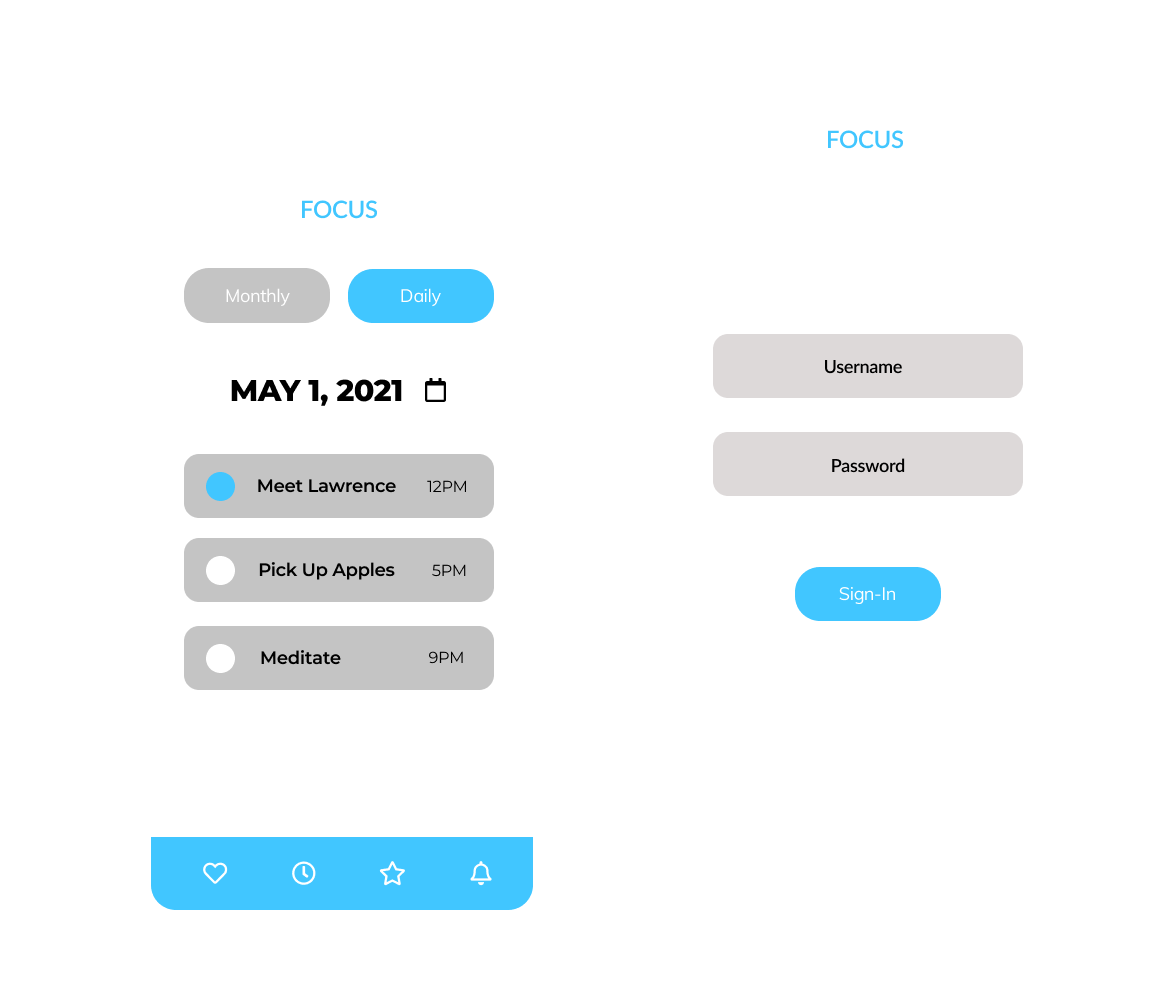 FOCUS
Monthly Daily
MAY 1, 2021
Meet Lawrence 12PM
Pick Up Apples 5PM
Meditate 9PM
FOCUS
Username
Password
Sign-In